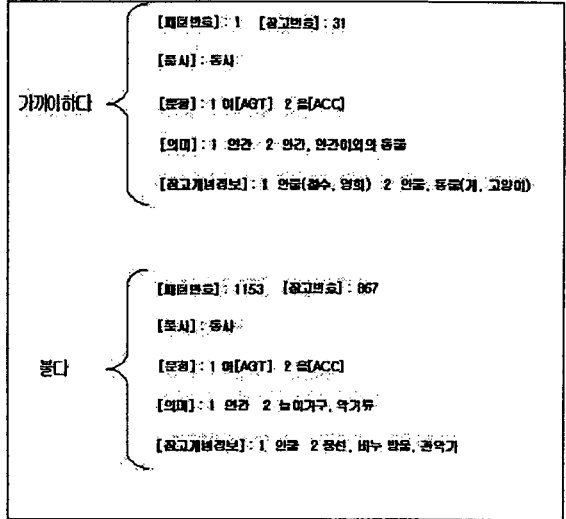 가까이하다
[패턴번호] : 1 [참고번호] : 31
[품사] : 동사
[문형] : 1 이[AGT] 2 을[ACC]
[의미] : 1 인간 2 인간, 인간이외의 동물
[참고개념정보] : 1 인물(철수, 영희) 2 인물, 동물(개, 고양이)
불다
[패턴번호] : 1153 [참고번호] : 867
[품사] : 동사
[문형] : 1 이[AGT] 2 을[ACC]
[의미] : 1 인간 2 놀이기구, 악기류
[참고개념정보] : 1 인물 2 풍선, 비누 방울, 관악기